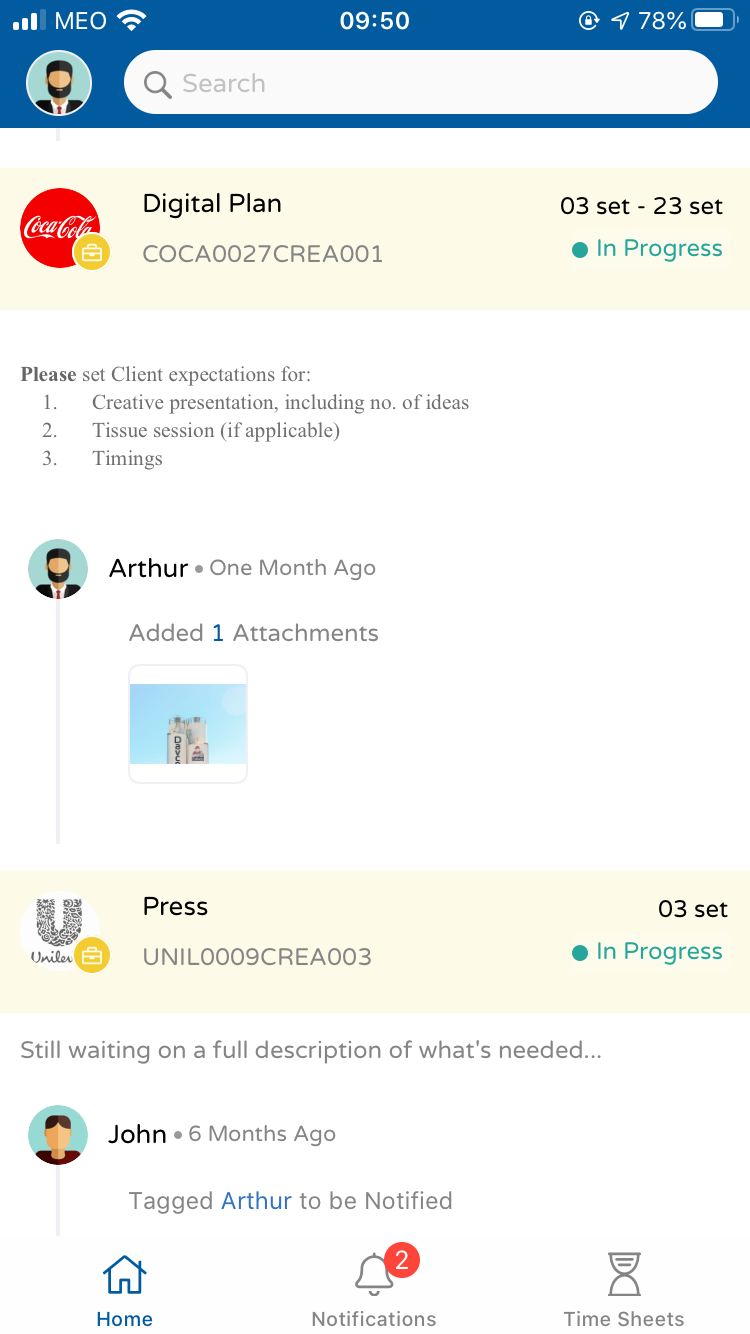 MEO 09:50 78%
Search
Coca-Cola
Digital Plan 03 set - 23 set
COCA0027CREA001 In Progress
Please set Client expectations for:
1. Creative presentation, including no. of ideas
2. Tissue session (if applicable)
3. Timings
Arthur • One Month Ago
Added 1 Attachments
Press 03 set
UNIL0009CREA003 In Progress
Still waiting on a full description of what's needed...
John • 6 Months Ago
Tagged Arthur to be Notified
2
Home Notifications Time Sheets